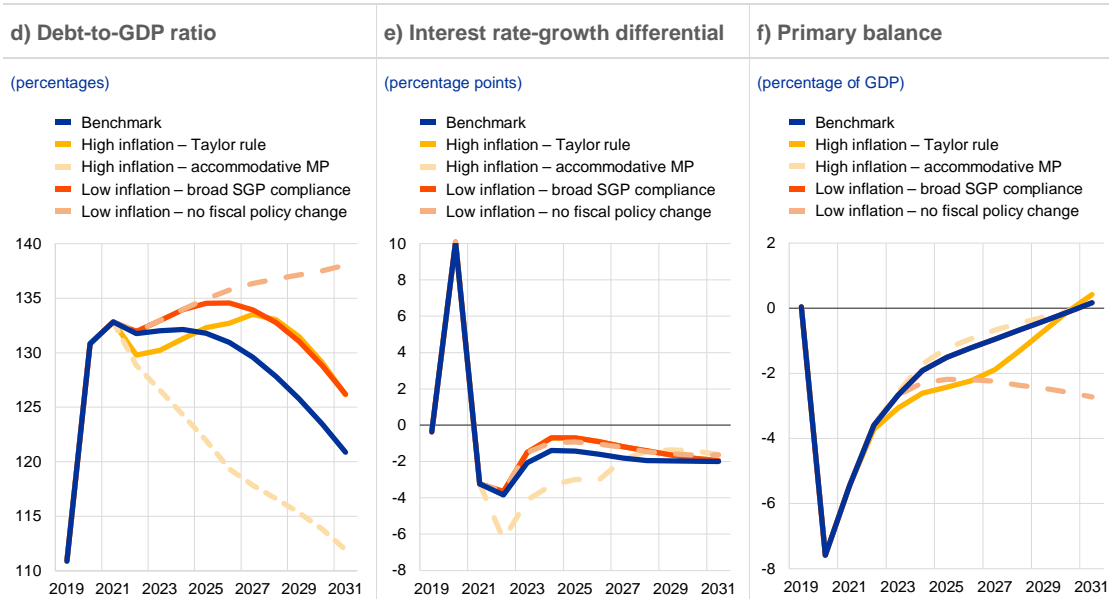 d) Debt-to-GDP ratio
(percentages)
Benchmark
High inflation – Taylor rule
High inflation – accommodative MP
Low inflation – broad SGP compliance
Low inflation – no fiscal policy change
140
135
130
125
120
115
110
2019 2021 2023 2025 2027 2029 2031
e) Interest rate-growth differential
(percentage points)
Benchmark
High inflation – Taylor rule
High inflation – accommodative MP
Low inflation – broad SGP compliance
Low inflation – no fiscal policy change
10
8
6
4
2
0
-2
-4
-6
-8
2019 2021 2023 2025 2027 2029 2031
f) Primary balance
(percentage of GDP)
Benchmark
High inflation – Taylor rule
High inflation – accommodative MP
Low inflation – broad SGP compliance
Low inflation – no fiscal policy change
2
0
-2
-4
-6
-8
2019 2021 2023 2025 2027 2029 2031